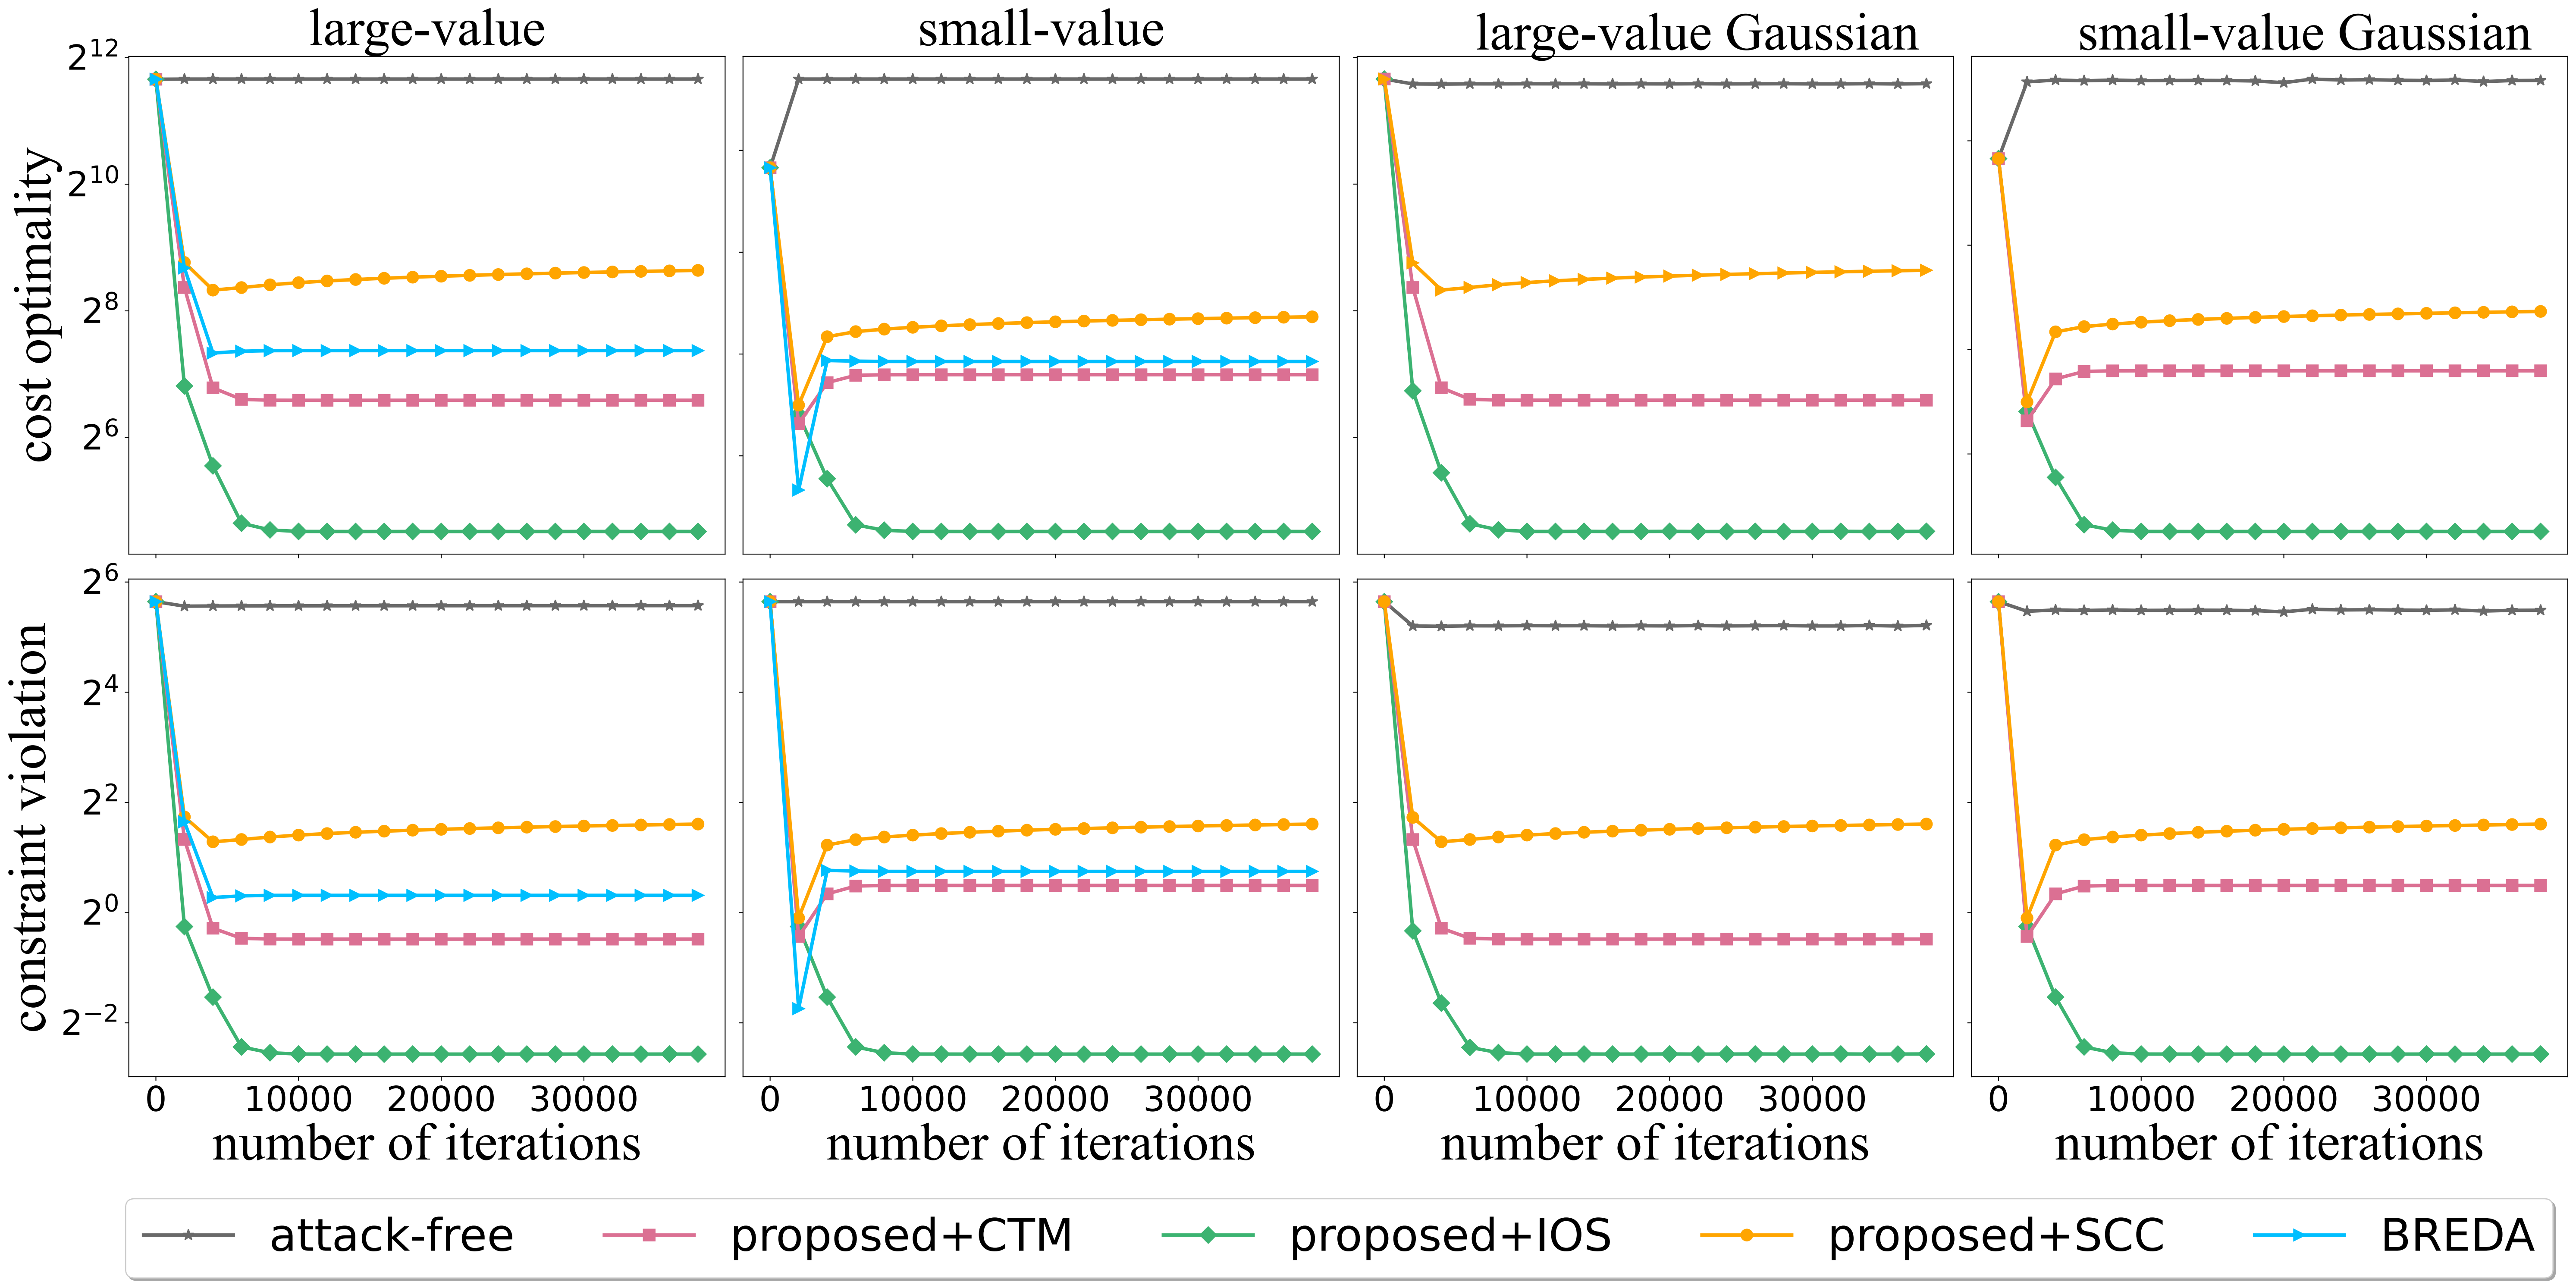 large-value small-value large-value Gaussian small-value Gaussian
cost optimality
2^12
2^10
2^8
2^6
constraint violation
2^6
2^4
2^2
2^0
2^−2
0 10000 20000 30000 0 10000 20000 30000 0 10000 20000 30000 0 10000 20000 30000
number of iterations number of iterations number of iterations number of iterations
attack-free proposed+CTM proposed+IOS proposed+SCC BREDA